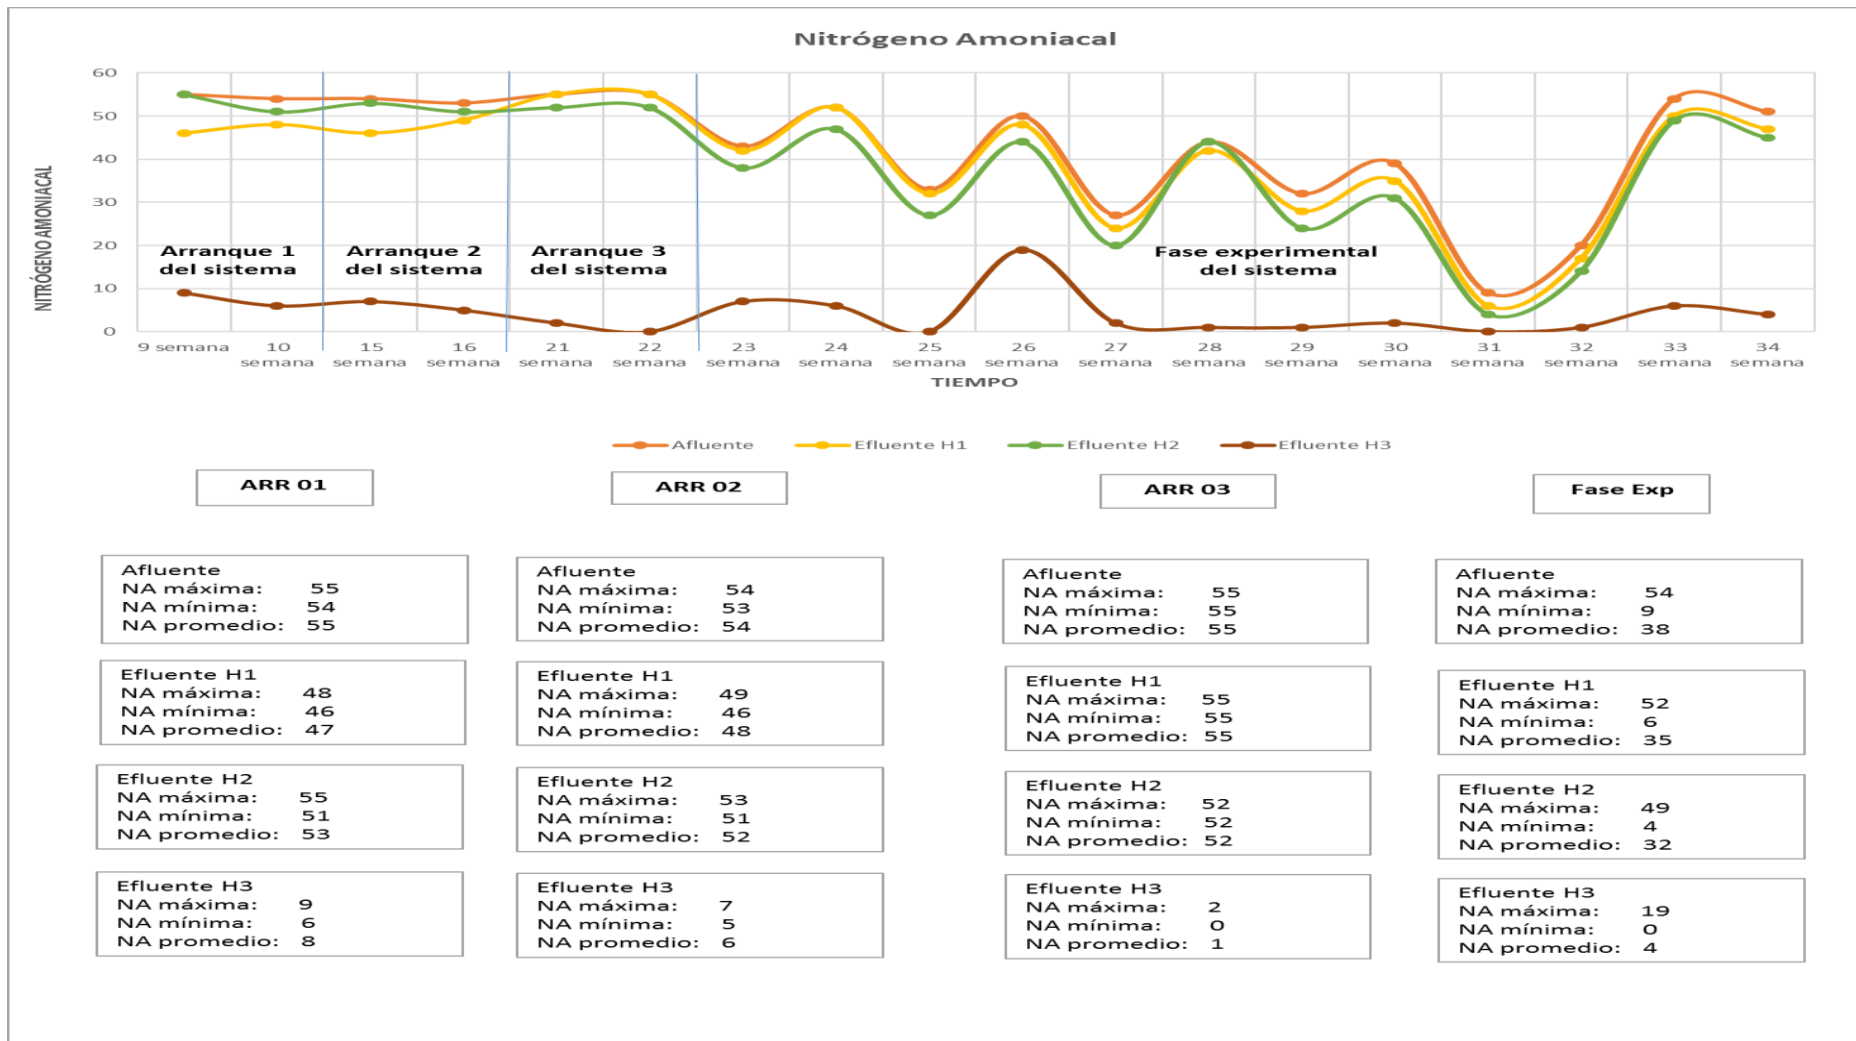 Nitrógeno Amoniacal
NITRÓGENO AMONIACAL
60
50
40
30
20
10
0
Arranque 1
del sistema
Arranque 2
del sistema
Arranque 3
del sistema
Fase experimental
del sistema
9 semana
10
semana
15
semana
16
semana
21
semana
22
semana
23
semana
24
semana
25
semana
26
semana
27
semana
28
semana
29
semana
30
semana
31
semana
32
semana
33
semana
34
semana
TIEMPO
Afluente
Efluente H1
Efluente H2
Efluente H3
ARR 01
Afluente
NA máxima: 55
NA mínima: 54
NA promedio: 55
Efluente H1
NA máxima: 48
NA mínima: 46
NA promedio: 47
Efluente H2
NA máxima: 55
NA mínima: 51
NA promedio: 53
Efluente H3
NA máxima: 9
NA mínima: 6
NA promedio: 8
ARR 02
Afluente
NA máxima: 54
NA mínima: 53
NA promedio: 54
Efluente H1
NA máxima: 49
NA mínima: 46
NA promedio: 48
Efluente H2
NA máxima: 53
NA mínima: 51
NA promedio: 52
Efluente H3
NA máxima: 7
NA mínima: 5
NA promedio: 6
ARR 03
Afluente
NA máxima: 55
NA mínima: 55
NA promedio: 55
Efluente H1
NA máxima: 55
NA mínima: 55
NA promedio: 55
Efluente H2
NA máxima: 52
NA mínima: 52
NA promedio: 52
Efluente H3
NA máxima: 2
NA mínima: 0
NA promedio: 1
Fase Exp
Afluente
NA máxima: 54
NA mínima: 9
NA promedio: 38
Efluente H1
NA máxima: 52
NA mínima: 6
NA promedio: 35
Efluente H2
NA máxima: 49
NA mínima: 4
NA promedio: 32
Efluente H3
NA máxima: 19
NA mínima: 0
NA promedio: 4